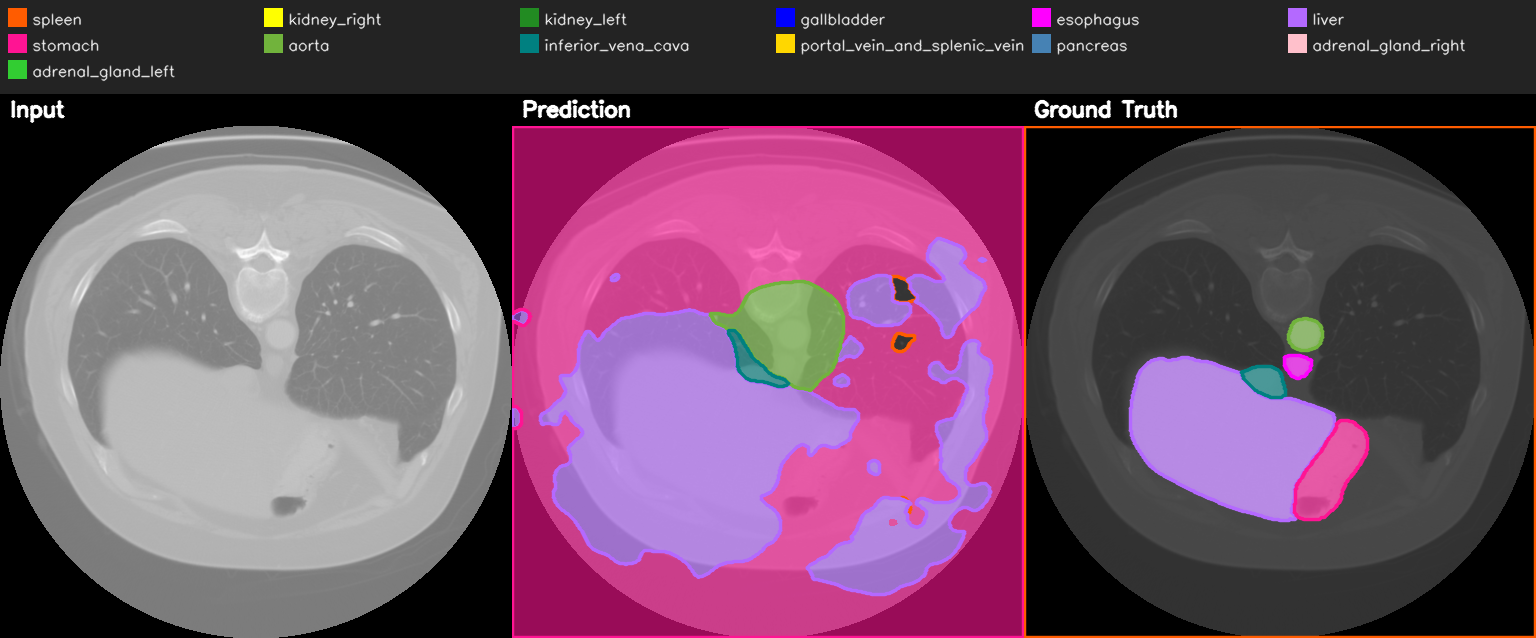 spleen kidney_right kidney_left gallbladder esophagus liver
stomach aorta inferior_vena_cava portal_vein_and_splenic_vein pancreas adrenal_gland_right
adrenal_gland_left
Input Prediction Ground Truth